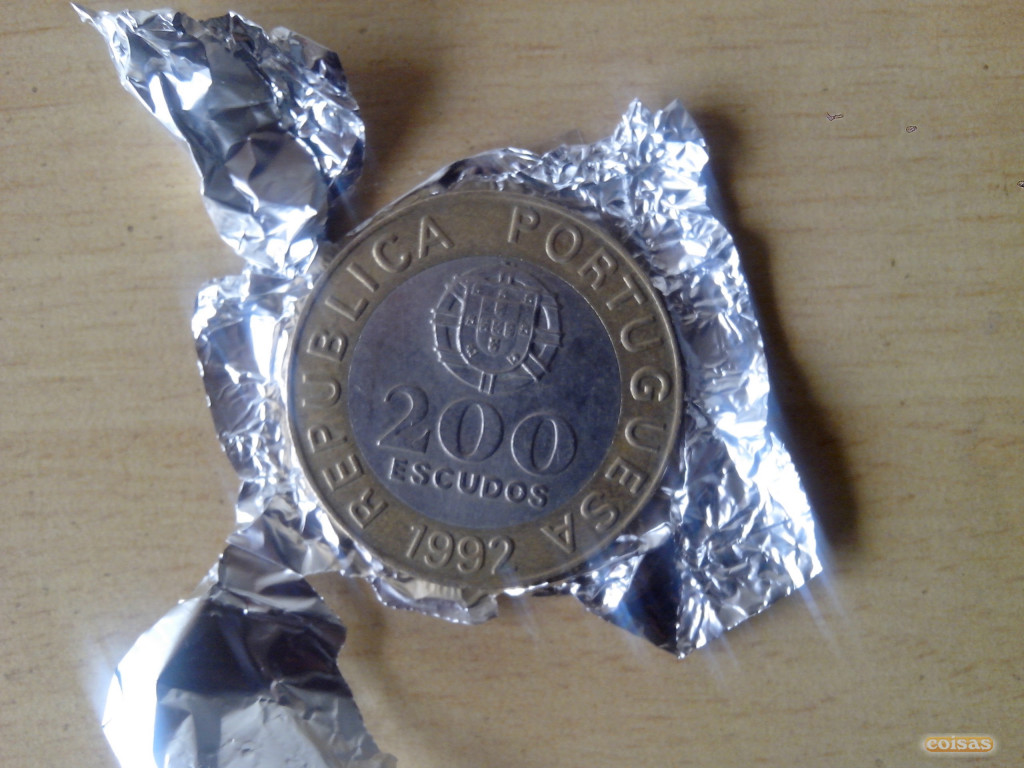 REPUBLICA PORTUGUESA
200
ESCUDOS
1992
coisas